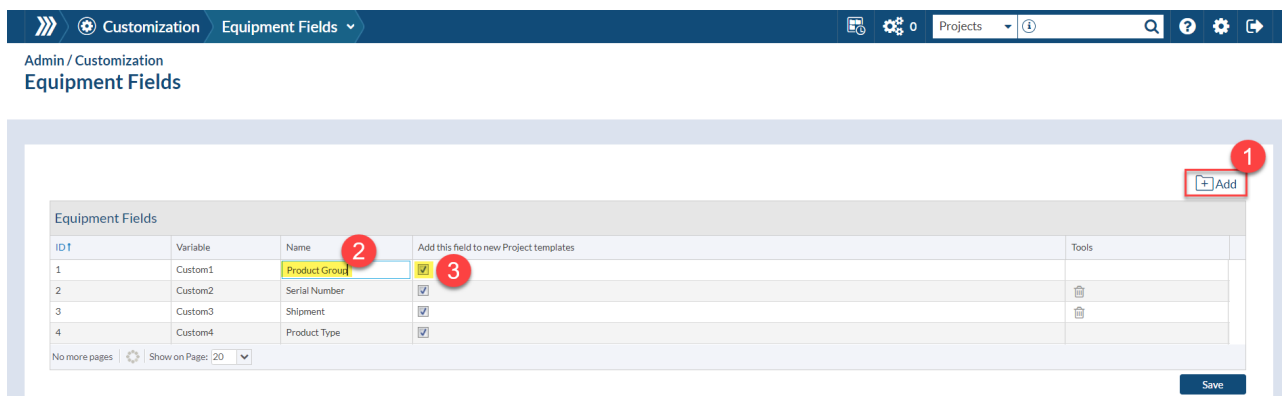 Customization Equipment Fields 0 Projects
Admin / Customization
Equipment Fields
1
Add
Equipment Fields
ID Variable Name Add this field to new Project templates Tools
2
1 Custom1 Product Group 3
2 Custom2 Serial Number
3 Custom3 Shipment
4 Custom4 Product Type
No more pages Show on Page: 20
Save